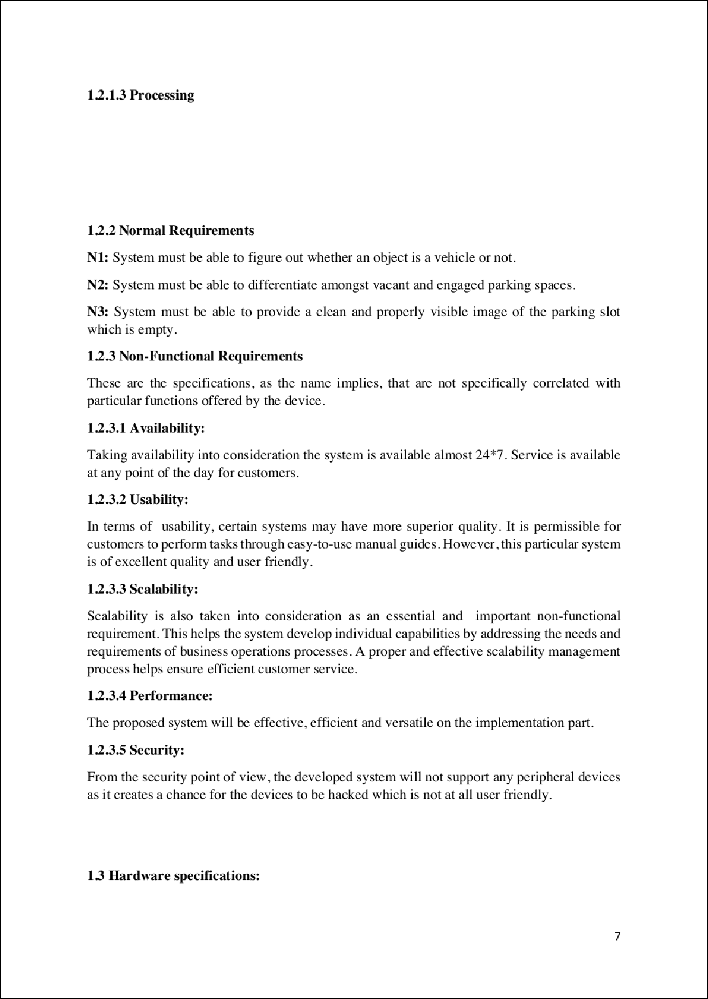 1.2.1.3 Processing
1.2.2 Normal Requirements
N1: System must be able to figure out whether an object is a vehicle or not.
N2: System must be able to differentiate amongst vacant and engaged parking spaces.
N3: System must be able to provide a clean and properly visible image of the parking slot
which is empty.
1.2.3 Non-Functional Requirements
These are the specifications, as the name implies, that are not specifically correlated with
particular functions offered by the device.
1.2.3.1 Availability:
Taking availability into consideration the system is available almost 24*7. Service is available
at any point of the day for customers.
1.2.3.2 Usability:
In terms of  usability, certain systems may have more superior quality. It is permissible for
customers to perform tasks through easy-to-use manual guides. However, this particular system
is of excellent quality and user friendly.
1.2.3.3 Scalability:
Scalability is also taken into consideration as an essential and  important non-functional
requirement. This helps the system develop individual capabilities by addressing the needs and
requirements of business operations processes. A proper and effective scalability management
process helps ensure efficient customer service.
1.2.3.4 Performance:
The proposed system will be effective, efficient and versatile on the implementation part.
1.2.3.5 Security:
From the security point of view, the developed system will not support any peripheral devices
as it creates a chance for the devices to be hacked which is not at all user friendly.
1.3 Hardware specifications:
7